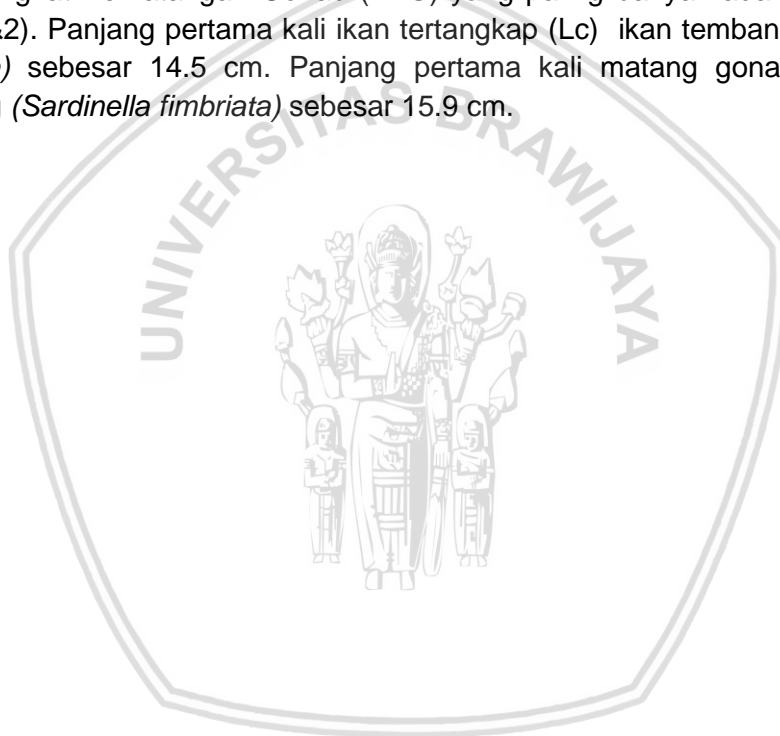 2). Panjang pertama kali ikan tertangkap (Lc) ikan temban
sebesar 14.5 cm. Panjang pertama kali matang gona
(Sardinella fimbriata) sebesar 15.9 cm.
UNIVERSITAS BRAWIJAYA